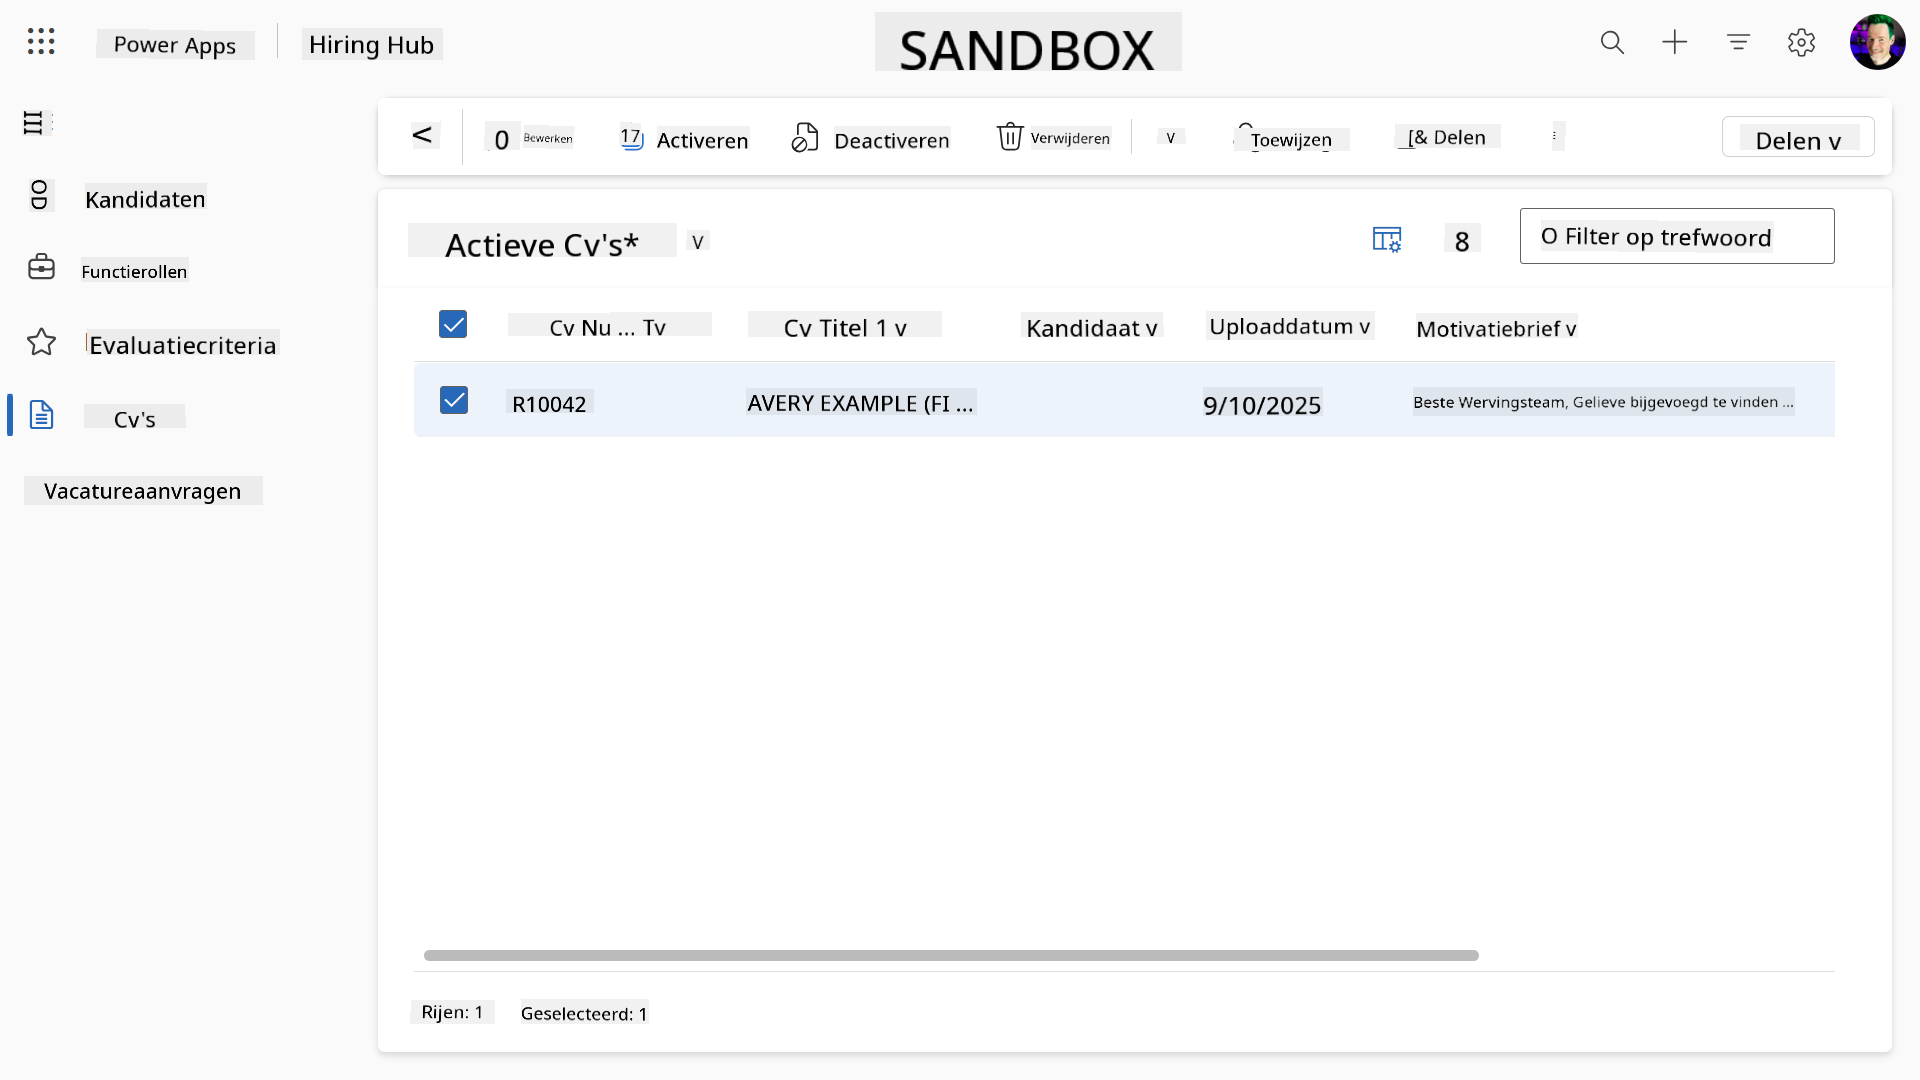 Power Apps
Hiring Hub
SANDBOX
Kandidaten
Functierollen
Evaluatiecriteria
Cv's
Vacatureaanvragen
< 0 Bewerken 17 Activeren Deactiveren Verwijderen v Toewijzen [& Delen Delen v
Actieve Cv's* v 8 O Filter op trefwoord
Cv Nu ... Tv Cv Titel 1 v Kandidaat v Uploaddatum v Motivatiebrief v
R10042 AVERY EXAMPLE (FI ... 9/10/2025 Beste Wervingsteam, Gelieve bijgevoegd te vinden ...
Rijen: 1 Geselecteerd: 1